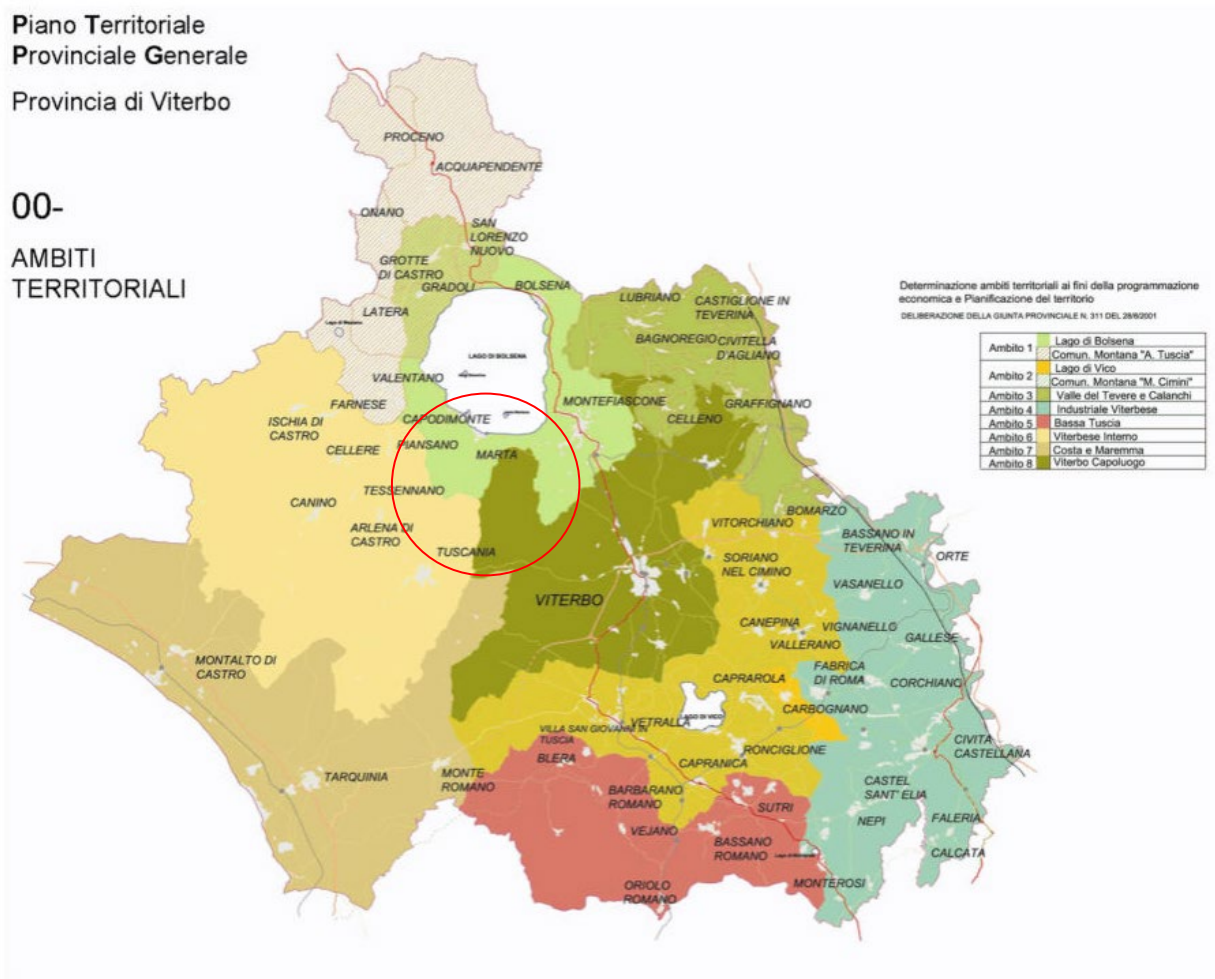 Piano Territoriale
Provinciale Generale
Provincia di Viterbo
00-
AMBITI
TERRITORIALI
Determinazione ambiti territoriali ai fini della programmazione
economica e Pianificazione del territorio
DELIBERAZIONE DELLA GIUNTA PROVINCIALE N. 311 DEL 28/8/2001
Ambito 1 Lago di Bolsena
Comun. Montana "A. Tuscia"
Ambito 2 Lago di Vico
Comun. Montana "M. Cimini"
Ambito 3 Valle del Tevere e Calanchi
Ambito 4 Industriale Viterbese
Ambito 5 Bassa Tuscia
Ambito 6 Viterbese Interno
Ambito 7 Costa e Maremma
Ambito 8 Viterbo Capoluogo
PROCENO
ACQUAPENDENTE
ONANO
SAN
LORENZO
NUOVO
GROTTE
DI CASTRO
GRADOLI
BOLSENA
LUBRIANO
CASTIGLIONE IN
TEVERINA
LATERA
LAGO DI BOLSENA
BAGNOREGIO
CIVITELLA
D'AGLIANO
VALENTANO
FARNESE
MONTEFIASCONE
GRAFFIGNANO
CELLENO
ISCHIA DI
CASTRO
CAPODIMONTE
CELLERE
PIANSANO
MARTA
TESSENNANO
CANINO
ARLENA DI
CASTRO
TUSCANIA
BOMARZO
VITORCHIANO
BASSANO IN
TEVERINA
ORTE
SORIANO
NEL CIMINO
VASANELLO
VITERBO
CANEPINA
VIGNANELLO
VALLERANO
GALLESE
MONTALTO DI
CASTRO
CAPRAROLA
FABRICA
DI ROMA
CORCHIANO
CARBOGNANO
LAGO DI VICO
VETRALLA
VILLA SAN GIOVANNI IN
TUSCIA
RONCIGLIONE
CIVITA
CASTELLANA
BLERA
CAPRANICA
TARQUINIA
MONTE
ROMANO
BARBARANO
ROMANO
SUTRI
CASTEL
SANT' ELIA
NEPI
FALERIA
VEJANO
BASSANO
ROMANO
CALCATA
MONTEROSI
ORIOLO
ROMANO